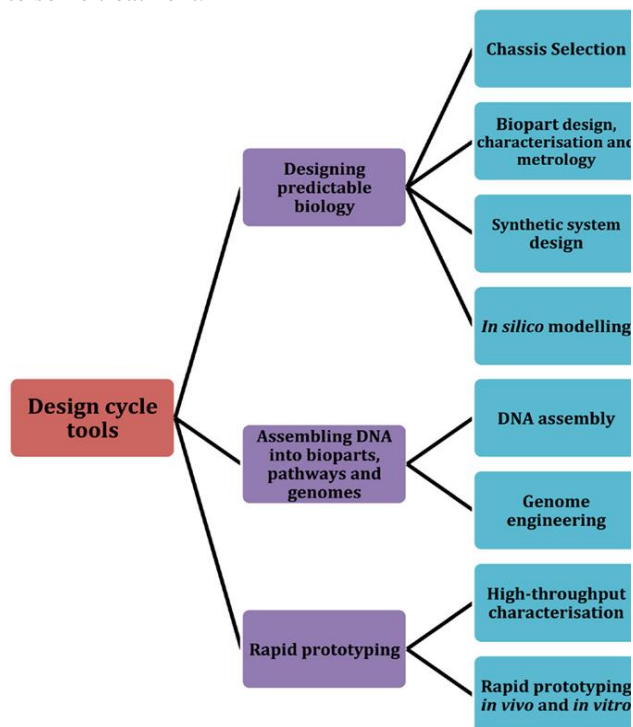 Chassis Selection
Biopart design,
characterisation and
metrology
Designing
predictable
biology
Synthetic system
design
In silico modelling
Design cycle
tools
Assembling DNA
into bioparts,
pathways and
genomes
DNA assembly
Genome
engineering
High-throughput
characterisation
Rapid prototyping
Rapid prototyping
in vivo and in vitro